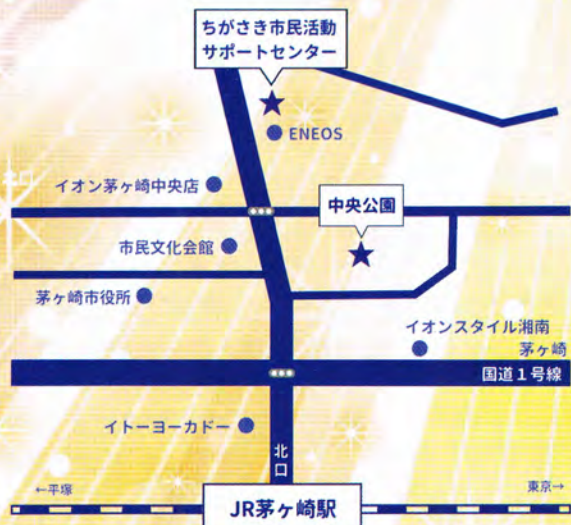 ちがさき市民活動
サポートセンター
ENEOS
イオン茅ヶ崎中央店
中央公園
市民文化会館
茅ヶ崎市役所
イオンスタイル湘南
茅ヶ崎
国道1号線
イトーヨーカドー
北口
←平塚
東京→
JR茅ヶ崎駅